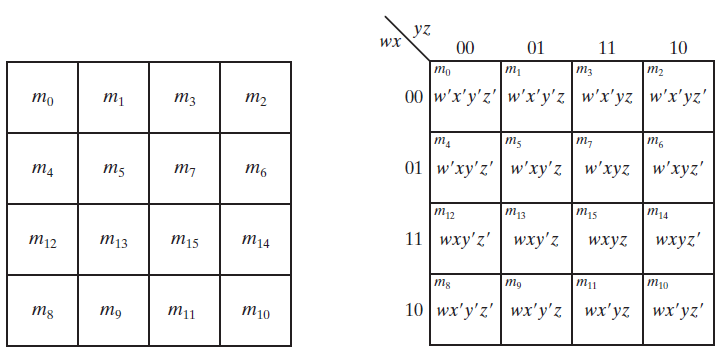 m₀ m₁ m₃ m₂
m₄ m₅ m₇ m₆
m₁₂ m₁₃ m₁₅ m₁₄
m₈ m₉ m₁₁ m₁₀
yz
wx
00 01 11 10
m₀ m₁ m₃ m₂
00 w′x′y′z′ w′x′y′z w′x′yz w′x′yz′
m₄ m₅ m₇ m₆
01 w′xy′z′ w′xy′z w′xyz w′xyz′
m₁₂ m₁₃ m₁₅ m₁₄
11 wxy′z′ wxy′z wxyz wxyz′
m₈ m₉ m₁₁ m₁₀
10 wx′y′z′ wx′y′z wx′yz wx′yz′